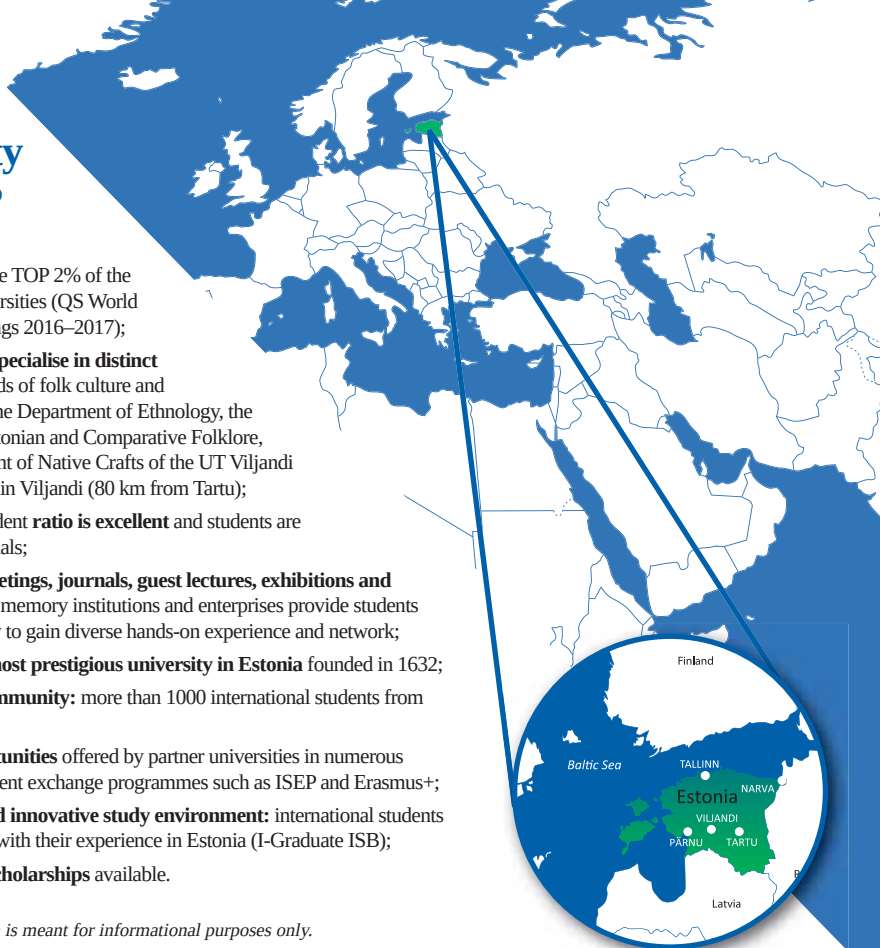 ty
?
e TOP 2% of the
rsities (QS World
gs 2016–2017);
pecialise in distinct
ds of folk culture and
he Department of Ethnology, the
tonian and Comparative Folklore,
nt of Native Crafts of the UT Viljandi
in Viljandi (80 km from Tartu);
dent ratio is excellent and students are
als;
etings, journals, guest lectures, exhibitions and
memory institutions and enterprises provide students
y to gain diverse hands-on experience and network;
nost prestigious university in Estonia founded in 1632;
mmunity: more than 1000 international students from
tunities offered by partner universities in numerous
ent exchange programmes such as ISEP and Erasmus+;
d innovative study environment: international students
with their experience in Estonia (I-Graduate ISB);
cholarships available.
n is meant for informational purposes only.
Finland
Baltic Sea
TALLINN
NARVA
Estonia
VILJANDI
PÄRNU
TARTU
Latvia